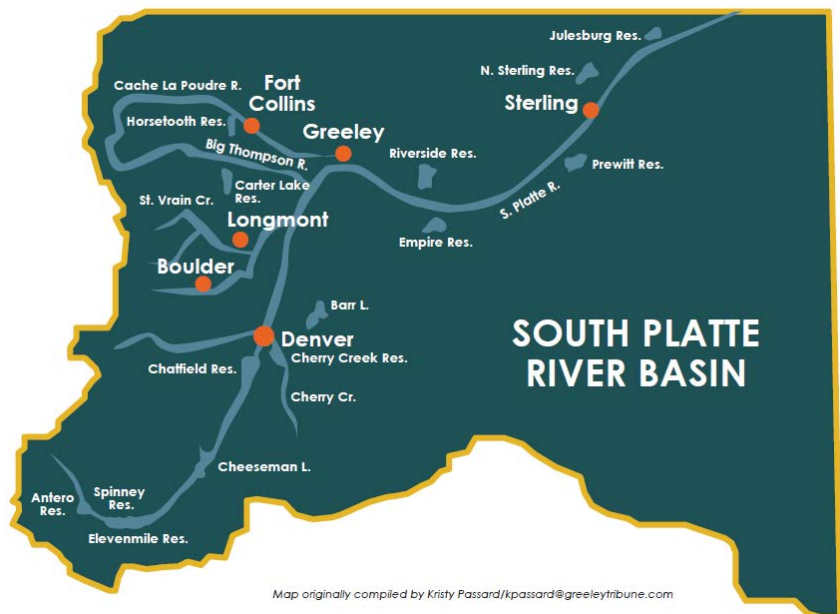 Julesburg Res.
N. Sterling Res.
Sterling
Cache La Poudre R.
Fort
Collins
Horsetooth Res.
Greeley
Big Thompson R.
Riverside Res.
Prewitt Res.
Carter Lake
Res.
St. Vrain Cr.
S. Platte R.
Longmont
Empire Res.
Boulder
Barr L.
SOUTH PLATTE
RIVER BASIN
Denver
Cherry Creek Res.
Chatfield Res.
Cherry Cr.
Cheeseman L.
Antero
Res.
Spinney
Res.
Elevenmile Res.
Map originally compiled by Kristy Passard/kpassard@greeleytribune.com